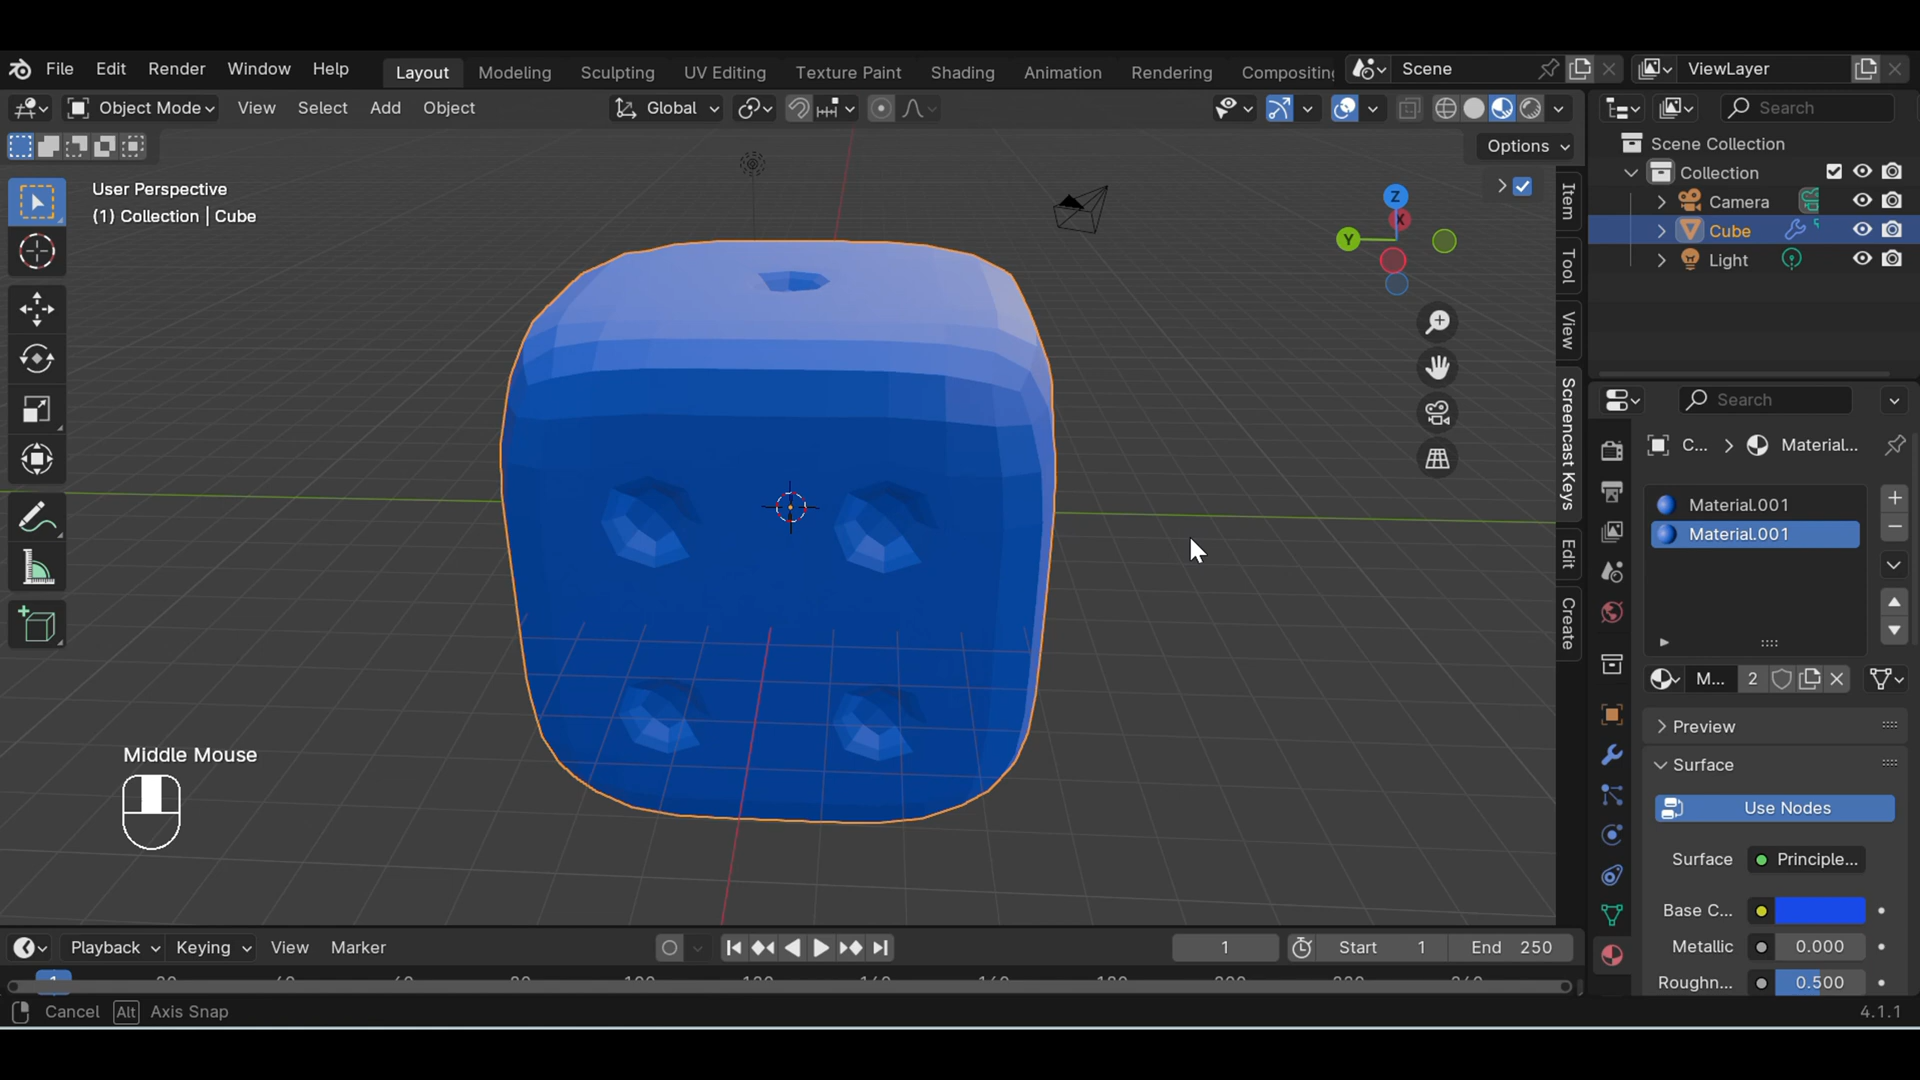 File Edit Render Window Help Layout Modeling Sculpting UV Editing Texture Paint Shading Animation Rendering Compositing Scene ViewLayer
Object Mode View Select Add Object Global Search
Options
User Perspective
(1) Collection | Cube
Scene Collection
Collection
Camera
Cube
Light
Z
X
Y
Item
Tool
View
Screencast Keys
Edit
Create
Search
C... > Material...
Material.001
Material.001
M... 2
Preview
Surface
Use Nodes
Surface Principle...
Base C...
Metallic 0.000
Roughn... 0.500
Middle Mouse
Playback Keying View Marker 1 Start 1 End 250
1
Cancel Alt Axis Snap 4.1.1